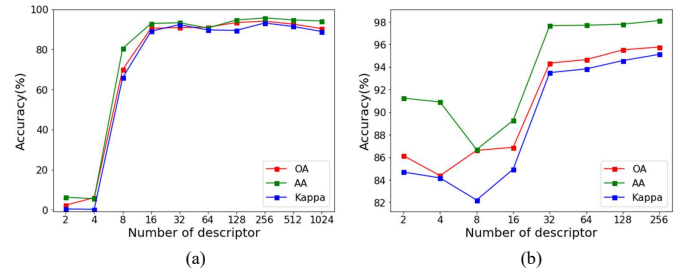 Accuracy(%)
100
80
60
40
20
0
OA
AA
Kappa
2 4 8 16 32 64 128 256 512 1024
Number of descriptor
(a)
Accuracy(%)
98
96
94
92
90
88
86
84
82
OA
AA
Kappa
2 4 8 16 32 64 128 256
Number of descriptor
(b)